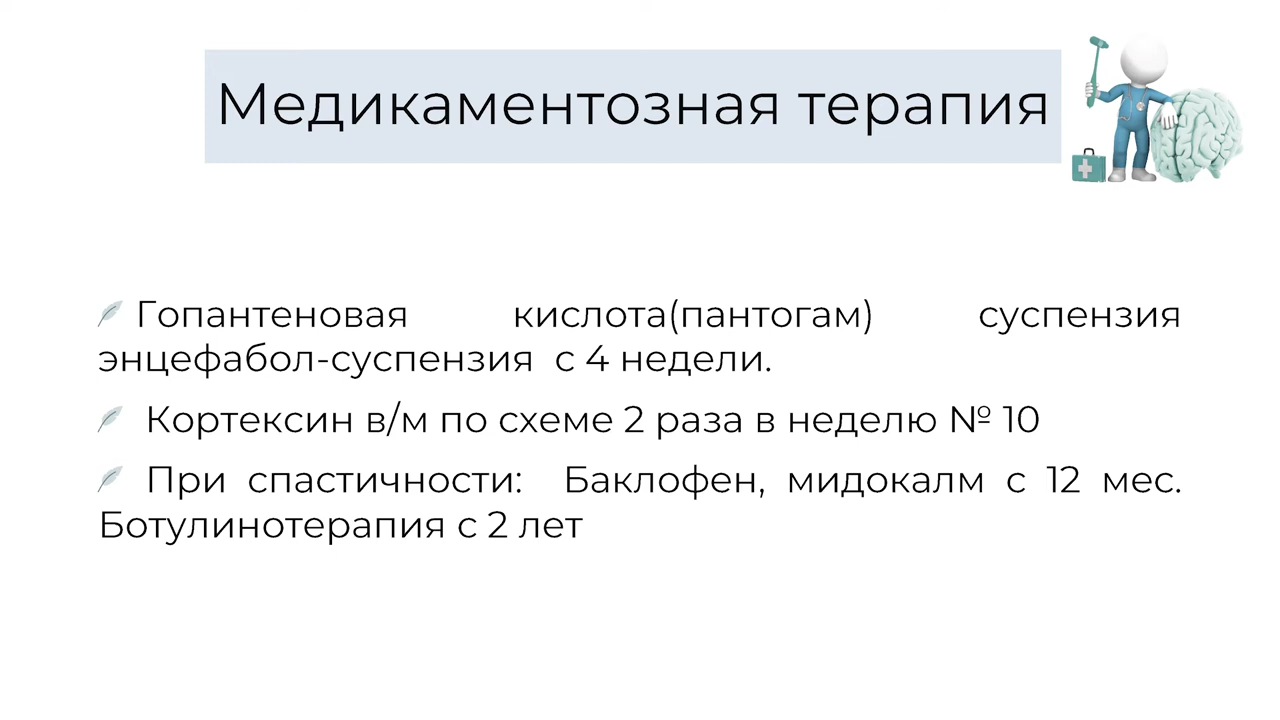 Медикаментозная терапия
Гопантеновая кислота(пантогам) суспензия
энцефабол-суспензия с 4 недели.
Кортексин в/м по схеме 2 раза в неделю № 10
При спастичности: Баклофен, мидокалм с 12 мес.
Ботулинотерапия с 2 лет